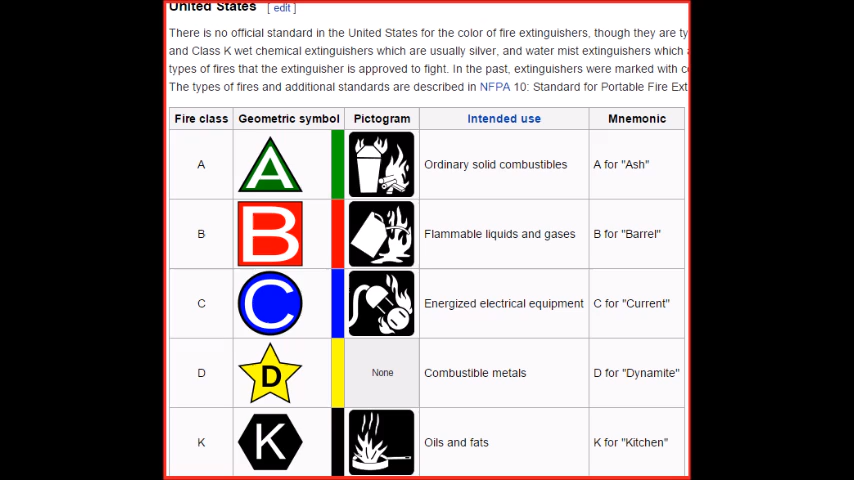 United States [ edit ]
There is no official standard in the United States for the color of fire extinguishers, though they are ty
and Class K wet chemical extinguishers which are usually silver, and water mist extinguishers which
types of fires that the extinguisher is approved to fight. In the past, extinguishers were marked with
The types of fires and additional standards are described in NFPA 10: Standard for Portable Fire Ext
Fire class Geometric symbol Pictogram Intended use Mnemonic
A A Ordinary solid combustibles A for "Ash"
B B Flammable liquids and gases B for "Barrel"
C C Energized electrical equipment C for "Current"
D D None Combustible metals D for "Dynamite"
K K Oils and fats K for "Kitchen"